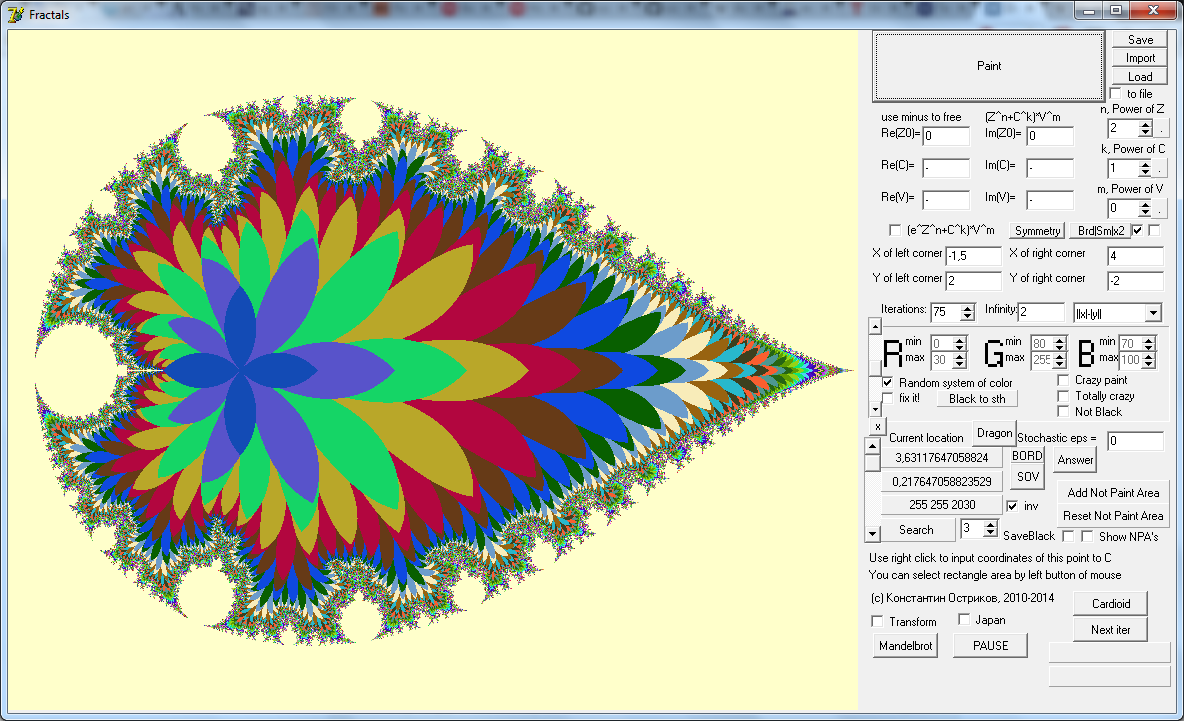 Fractals
Paint
Save
Import
Load
to file
use minus to free
(Z^n+C^k)*V^m
n, Power of Z
Re(Z0)= 0
Im(Z0)= 0
2
k, Power of C
Re(C)= -
Im(C)= -
1
m, Power of V
Re(V)= -
Im(V)= -
0
(e^Z^n+C^k)*V^m
Symmetry
BrdlSmlx2
X of left corner -1,5
X of right corner 4
Y of left corner 2
Y of right corner -2
Iterations: 75
Infinity: 2
||x|-|y||
R min 0
max 30
G min 80
max 255
B min 70
max 100
Random system of color
Crazy paint
fix it!
Black to sth
Totally crazy
Not Black
x
Current location
Dragon
Stochastic eps = 0
3,63117647058824
BORD
Answer
0,217647058823529
SOV
255 255 2030
inv
Add Not Paint Area
Reset Not Paint Area
Search
3
SaveBlack
Show NPA's
Use right click to input coordinates of this point to C
You can select rectangle area by left button of mouse
(c) Константин Остриков, 2010-2014
Cardioid
Transform
Japan
Next iter
Mandelbrot
PAUSE